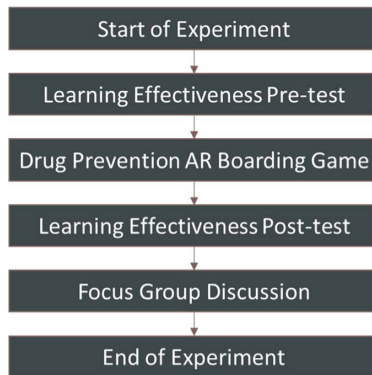 Start of Experiment
Learning Effectiveness Pre-test
Drug Prevention AR Boarding Game
Learning Effectiveness Post-test
Focus Group Discussion
End of Experiment